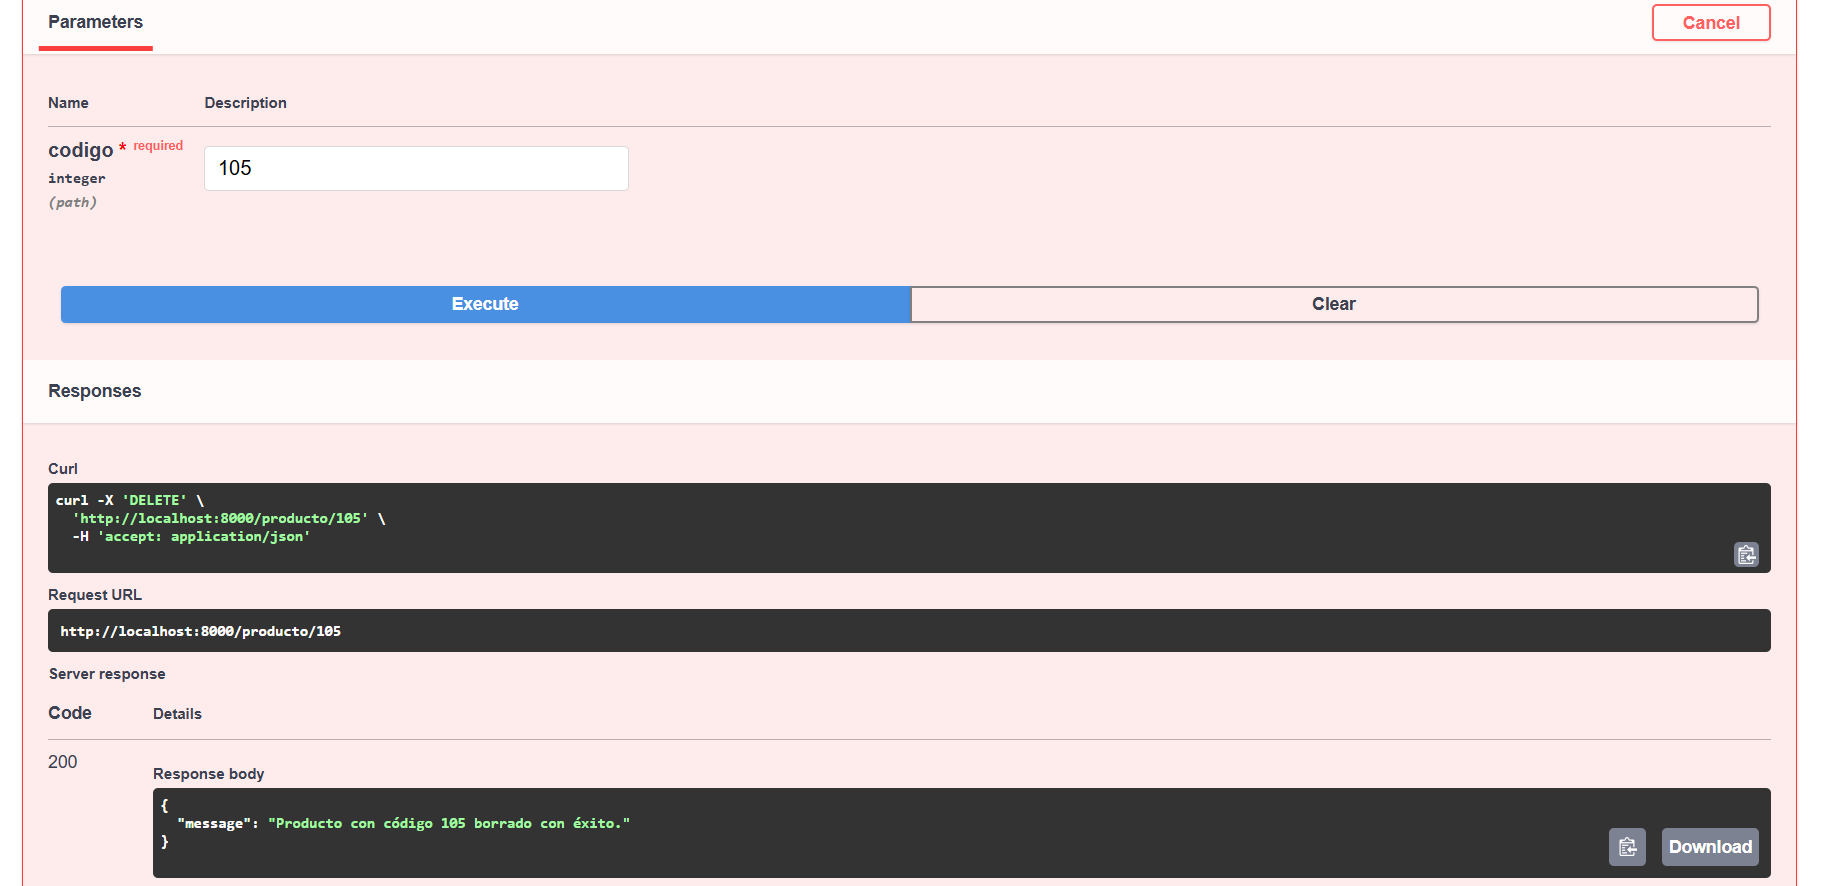 Parameters
Cancel
Name Description
codigo * required
integer
(path)
105
Execute Clear
Responses
Curl
curl -X 'DELETE' \
'http://localhost:8000/producto/105' \
-H 'accept: application/json'
Request URL
http://localhost:8000/producto/105
Server response
Code Details
200
Response body
{
"message": "Producto con código 105 borrado con éxito."
}
Download